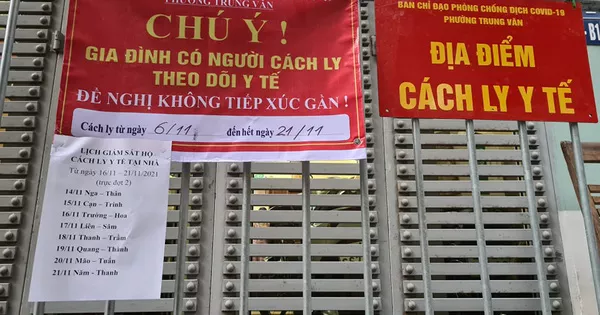 PHƯỜNG TRUNG VĂN
CHÚ Ý !
GIA ĐÌNH CÓ NGƯỜI CÁCH LY
THEO DÕI Y TẾ
ĐỀ NGHỊ KHÔNG TIẾP XÚC GẦN !
Cách ly từ ngày 6/11 đến hết ngày 21/11
LỊCH GIÁM SÁT HỘ
CÁCH LY Y TẾ TẠI NHÀ
Từ ngày 16/11 – 21/11/2021
(trực đợt 2)
14/11 Nga – Thân
15/11 Cạn – Trình
16/11 Trường – Hoa
17/11 Liên – Sâm
18/11 Thanh – Trầm
19/11 Quang – Thành
20/11 Mão – Tuấn
21/11 Năm - Thanh
BAN CHỈ ĐẠO PHÒNG CHỐNG DỊCH COVID-19
PHƯỜNG TRUNG VĂN
ĐỊA ĐIỂM
CÁCH LY Y TẾ